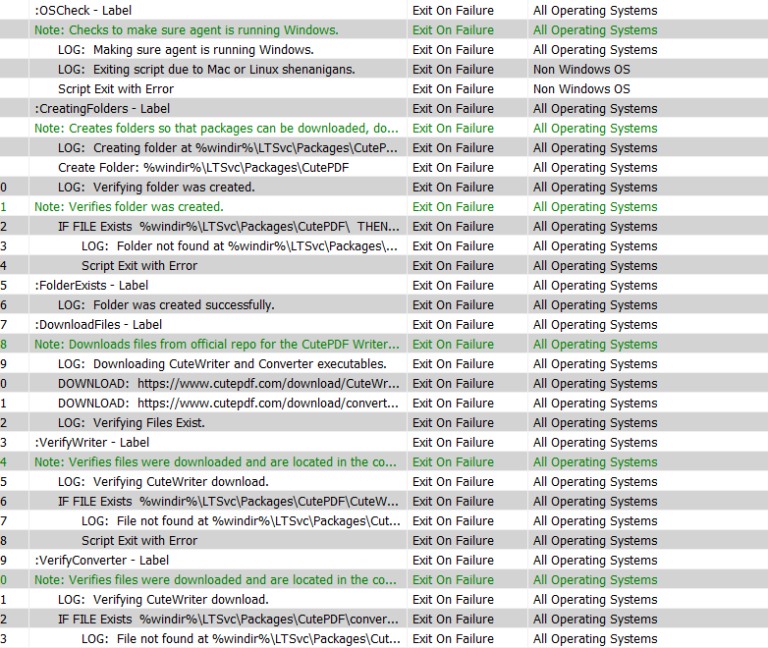 :OSCheck - Label Exit On Failure All Operating Systems
Note: Checks to make sure agent is running Windows. Exit On Failure All Operating Systems
LOG: Making sure agent is running Windows. Exit On Failure All Operating Systems
LOG: Exiting script due to Mac or Linux shenanigans. Exit On Failure Non Windows OS
Script Exit with Error Exit On Failure Non Windows OS
:CreatingFolders - Label Exit On Failure All Operating Systems
Note: Creates folders so that packages can be downloaded, do... Exit On Failure All Operating Systems
LOG: Creating folder at %windir%\LTSvc\Packages\CuteP... Exit On Failure All Operating Systems
Create Folder: %windir%\LTSvc\Packages\CutePDF Exit On Failure All Operating Systems
0 LOG: Verifying folder was created. Exit On Failure All Operating Systems
1 Note: Verifies folder was created. Exit On Failure All Operating Systems
2 IF FILE Exists %windir%\LTSvc\Packages\CutePDF\ THEN... Exit On Failure All Operating Systems
3 LOG: Folder not found at %windir%\LTSvc\Packages\... Exit On Failure All Operating Systems
4 Script Exit with Error Exit On Failure All Operating Systems
5 :FolderExists - Label Exit On Failure All Operating Systems
6 LOG: Folder was created successfully. Exit On Failure All Operating Systems
7 :DownloadFiles - Label Exit On Failure All Operating Systems
8 Note: Downloads files from official repo for the CutePDF Writer... Exit On Failure All Operating Systems
9 LOG: Downloading CuteWriter and Converter executables. Exit On Failure All Operating Systems
0 DOWNLOAD: https://www.cutepdf.com/download/CuteWr... Exit On Failure All Operating Systems
1 DOWNLOAD: https://www.cutepdf.com/download/convert... Exit On Failure All Operating Systems
2 LOG: Verifying Files Exist. Exit On Failure All Operating Systems
3 :VerifyWriter - Label Exit On Failure All Operating Systems
4 Note: Verifies files were downloaded and are located in the co... Exit On Failure All Operating Systems
5 LOG: Verifying CuteWriter download. Exit On Failure All Operating Systems
6 IF FILE Exists %windir%\LTSvc\Packages\CutePDF\CuteW... Exit On Failure All Operating Systems
7 LOG: File not found at %windir%\LTSvc\Packages\Cut... Exit On Failure All Operating Systems
8 Script Exit with Error Exit On Failure All Operating Systems
9 :VerifyConverter - Label Exit On Failure All Operating Systems
0 Note: Verifies files were downloaded and are located in the co... Exit On Failure All Operating Systems
1 LOG: Verifying CuteWriter download. Exit On Failure All Operating Systems
2 IF FILE Exists %windir%\LTSvc\Packages\CutePDF\conver... Exit On Failure All Operating Systems
3 LOG: File not found at %windir%\LTSvc\Packages\Cut... Exit On Failure All Operating Systems